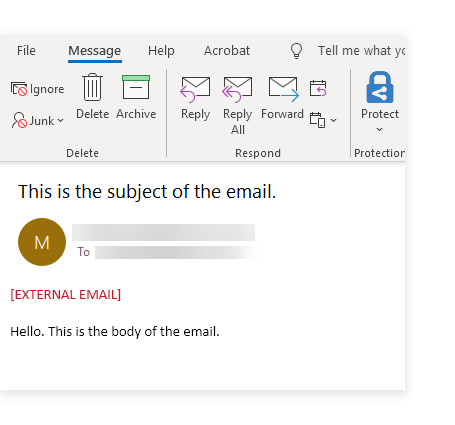 File Message Help Acrobat Tell me what yo
Ignore
Junk
Delete Archive Reply Reply All Forward Protect
Delete Respond Protection
This is the subject of the email.
M
To
[EXTERNAL EMAIL]
Hello. This is the body of the email.